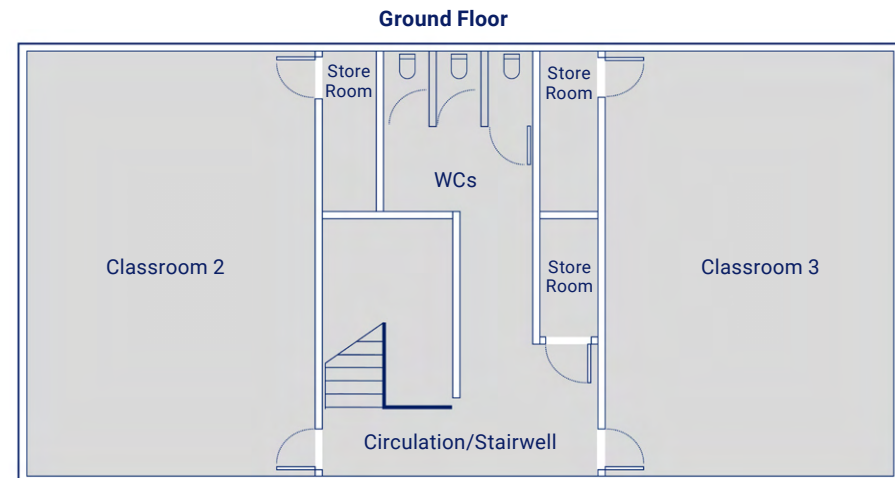 Ground Floor
Store
Room
Store
Room
WCs
Classroom 2
Store
Room
Classroom 3
Circulation/Stairwell